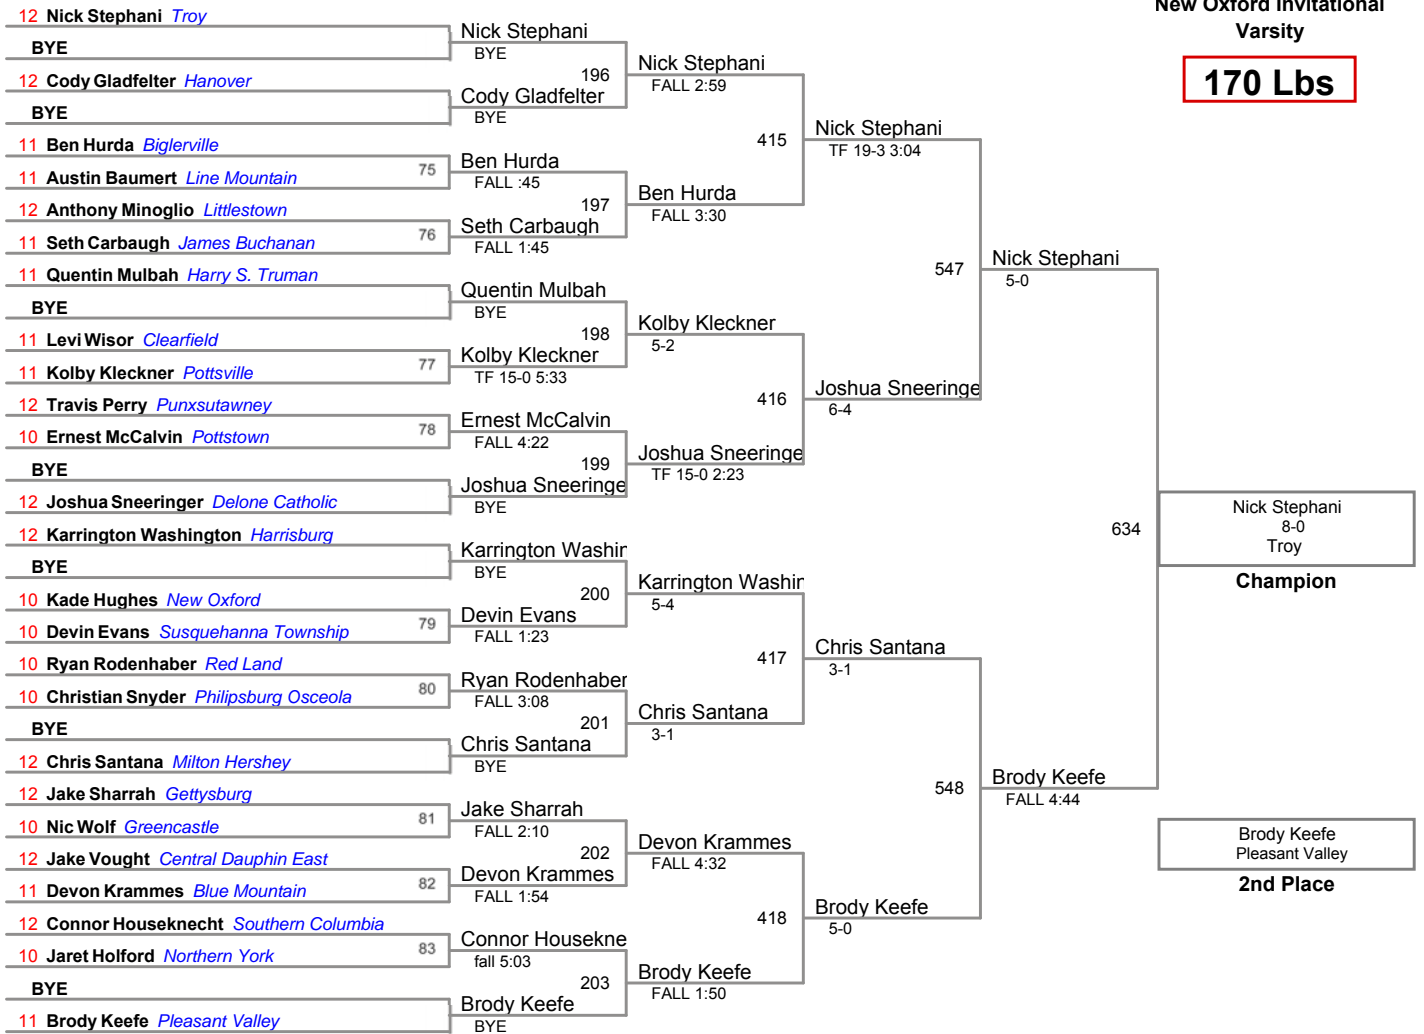 New Oxford Invitational
Varsity
170 Lbs
12 Nick Stephani Troy
BYE
12 Cody Gladfelter Hanover
BYE
11 Ben Hurda Biglerville
11 Austin Baumert Line Mountain
12 Anthony Minoglio Littlestown
11 Seth Carbaugh James Buchanan
11 Quentin Mulbah Harry S. Truman
BYE
11 Levi Wisor Clearfield
11 Kolby Kleckner Pottsville
12 Travis Perry Punxsutawney
10 Ernest McCalvin Pottstown
BYE
12 Joshua Sneeringer Delone Catholic
12 Karrington Washington Harrisburg
BYE
10 Kade Hughes New Oxford
10 Devin Evans Susquehanna Township
10 Ryan Rodenhaber Red Land
10 Christian Snyder Philipsburg Osceola
BYE
12 Chris Santana Milton Hershey
12 Jake Sharrah Gettysburg
10 Nic Wolf Greencastle
12 Jake Vought Central Dauphin East
11 Devon Krammes Blue Mountain
12 Connor Houseknecht Southern Columbia
10 Jaret Holford Northern York
BYE
11 Brody Keefe Pleasant Valley
75
76
77
78
79
80
81
82
83
Nick Stephani
BYE
196
Cody Gladfelter
BYE
Ben Hurda
FALL :45
197
Seth Carbaugh
FALL 1:45
Quentin Mulbah
BYE
198
Kolby Kleckner
TF 15-0 5:33
Ernest McCalvin
FALL 4:22
199
Joshua Sneeringe
BYE
Karrington Washin
BYE
200
Devin Evans
FALL 1:23
Ryan Rodenhaber
FALL 3:08
201
Chris Santana
BYE
Jake Sharrah
FALL 2:10
202
Devon Krammes
FALL 1:54
Connor Housekne
fall 5:03
203
Brody Keefe
BYE
Nick Stephani
FALL 2:59
415
Ben Hurda
FALL 3:30
Kolby Kleckner
5-2
416
Joshua Sneeringe
TF 15-0 2:23
Karrington Washin
5-4
417
Chris Santana
3-1
Devon Krammes
FALL 4:32
418
Brody Keefe
FALL 1:50
Nick Stephani
TF 19-3 3:04
547
Joshua Sneeringe
6-4
Chris Santana
3-1
548
Brody Keefe
5-0
Nick Stephani
5-0
634
Brody Keefe
FALL 4:44
Nick Stephani
8-0
Troy
Champion
Brody Keefe
Pleasant Valley
2nd Place